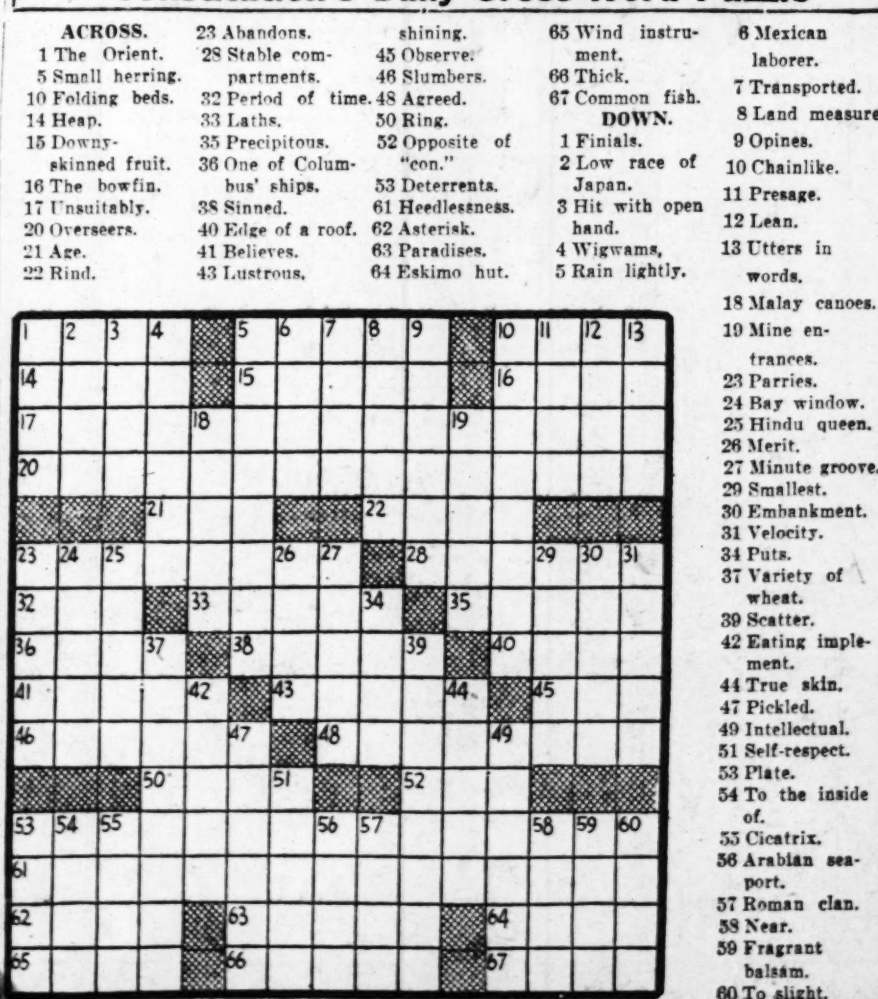 ACROSS.
1 The Orient.
5 Small herring.
10 Folding beds.
14 Heap.
15 Downy-
skinned fruit.
16 The bowfin.
17 Unsuitably.
20 Overseers.
21 Age.
22 Rind.
23 Abandons.
28 Stable com-
partments.
32 Period of time.
33 Laths.
35 Precipitous.
36 One of Colum-
bus' ships.
38 Sinned.
40 Edge of a roof.
41 Believes.
43 Lustrous,
shining.
45 Observe.
46 Slumbers.
48 Agreed.
50 Ring.
52 Opposite of
"con."
53 Deterrents.
61 Heedlessness.
62 Asterisk.
63 Paradises.
64 Eskimo hut.
65 Wind instru-
ment.
66 Thick.
67 Common fish.
DOWN.
1 Finials.
2 Low race of
Japan.
3 Hit with open
hand.
4 Wigwams,
5 Rain lightly.
6 Mexican
laborer.
7 Transported.
8 Land measure
9 Opines.
10 Chainlike.
11 Presage.
12 Lean.
13 Utters in
words.
18 Malay canoes.
19 Mine en-
trances.
23 Parries.
24 Bay window.
25 Hindu queen.
26 Merit.
27 Minute groove.
29 Smallest.
30 Embankment.
31 Velocity.
34 Puts.
37 Variety of
wheat.
39 Scatter.
42 Eating imple-
ment.
44 True skin.
47 Pickled.
49 Intellectual.
51 Self-respect.
53 Plate.
54 To the inside
of.
55 Cicatrix.
56 Arabian sea-
port.
57 Roman clan.
58 Near.
59 Fragrant
balsam.
60 To slight.
1 2 3 4 5 6 7 8 9 10 11 12 13
14 15 16
17 18 19
20
21 22
23 24 25 26 27 28 29 30 31
32 33 34 35
36 37 38 39 40
41 42 43 44 45
46 47 48 49
50 51 52
53 54 55 56 57 58 59 60
61
62 63 64
65 66 67